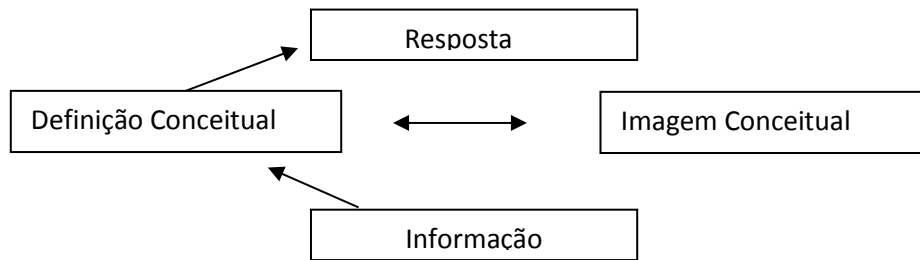 Resposta
Definição Conceitual
Imagem Conceitual
Informação